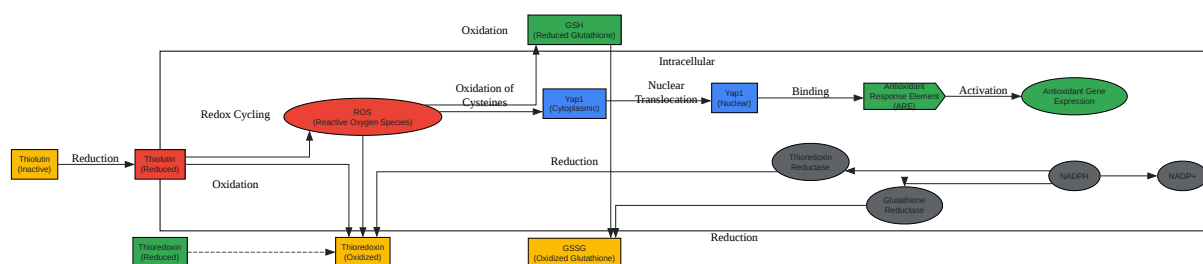 GSH
(Reduced Glutathione)
Oxidation
Intracellular
Oxidation of
Cysteines
Nuclear
Translocation
Yap1
(Cytoplasmic)
Yap1
(Nuclear)
Binding
Antioxidant
Response Element
(ARE)
Activation
Antioxidant Gene
Expression
Redox Cycling
ROS
(Reactive Oxygen Species)
Thiolutin
(Inactive)
Reduction
Thiolutin
(Reduced)
Oxidation
Reduction
Thioredoxin
Reductase
NADPH
NADP+
Glutathione
Reductase
Reduction
Thioredoxin
(Reduced)
Thioredoxin
(Oxidized)
GSSG
(Oxidized Glutathione)